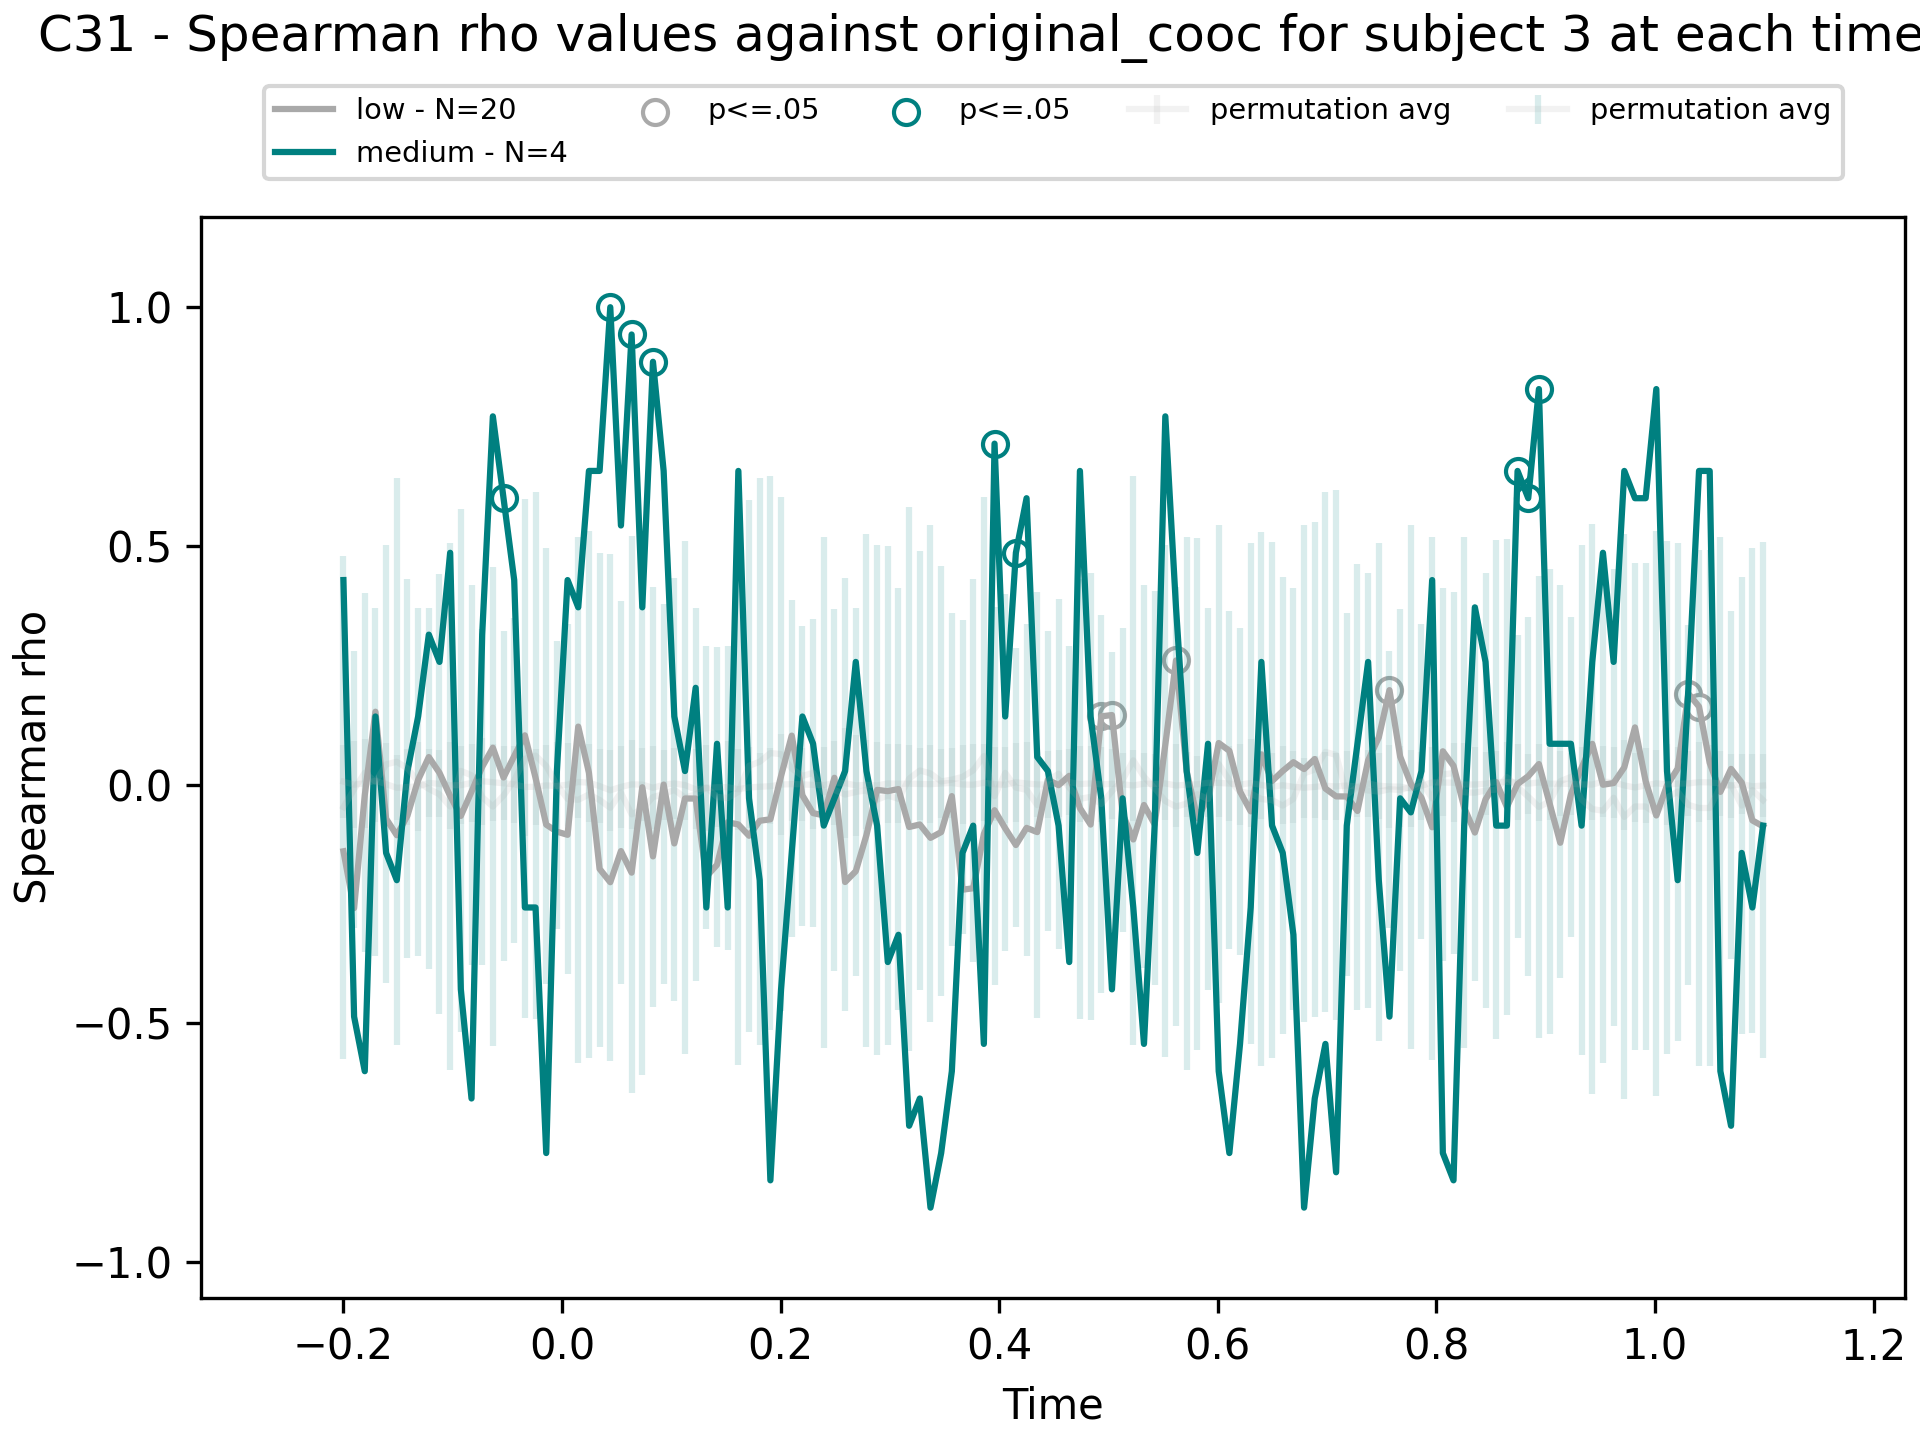 C31 - Spearman rho values against original_cooc for subject 3 at each time
low - N=20
medium - N=4
p<=.05
p<=.05
permutation avg
permutation avg
Spearman rho
1.0
0.5
0.0
−0.5
−1.0
−0.2
0.0
0.2
0.4
0.6
0.8
1.0
1.2
Time